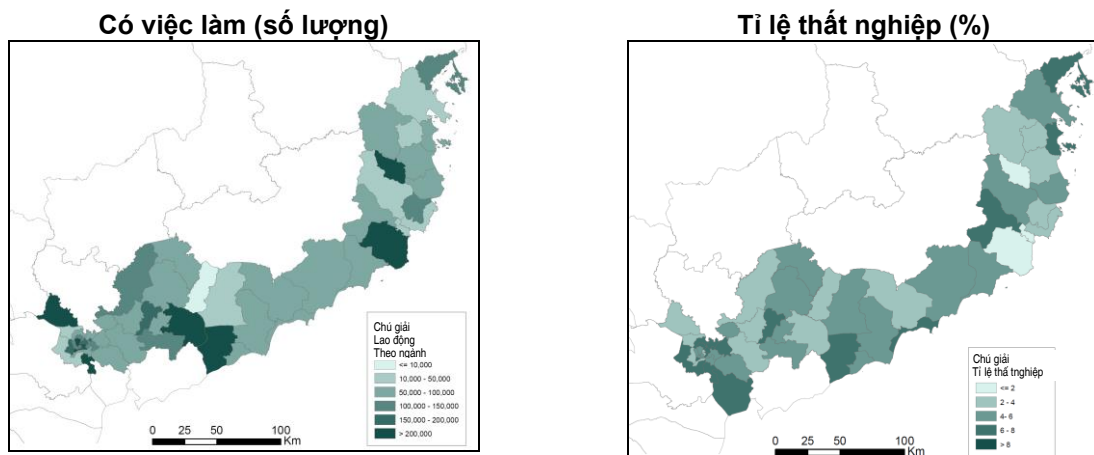 Có việc làm (số lượng)
Chú giải
Lao động
Theo ngành
<= 10,000
10,000 - 50,000
50,000 - 100,000
100,000 - 150,000
150,000 - 200,000
> 200,000
0 25 50 100
Km
Tỉ lệ thất nghiệp (%)
Chú giải
Tỉ lệ thấ tnghiệp
<= 2
2 - 4
4- 6
6 - 8
> 8
0 25 50 100
Km